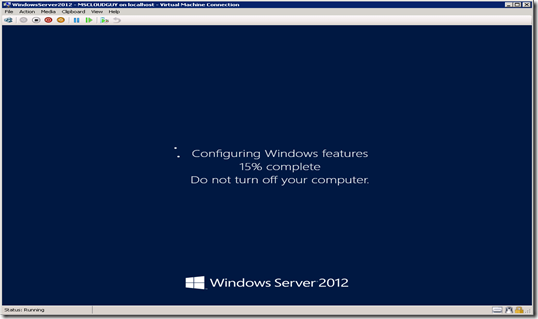 WindowsServer2012 - MSCLOUDGUY on localhost - Virtual Machine Connection
File Action Media Clipboard View Help
Configuring Windows features
15% complete
Do not turn off your computer.
Windows Server 2012
Status: Running